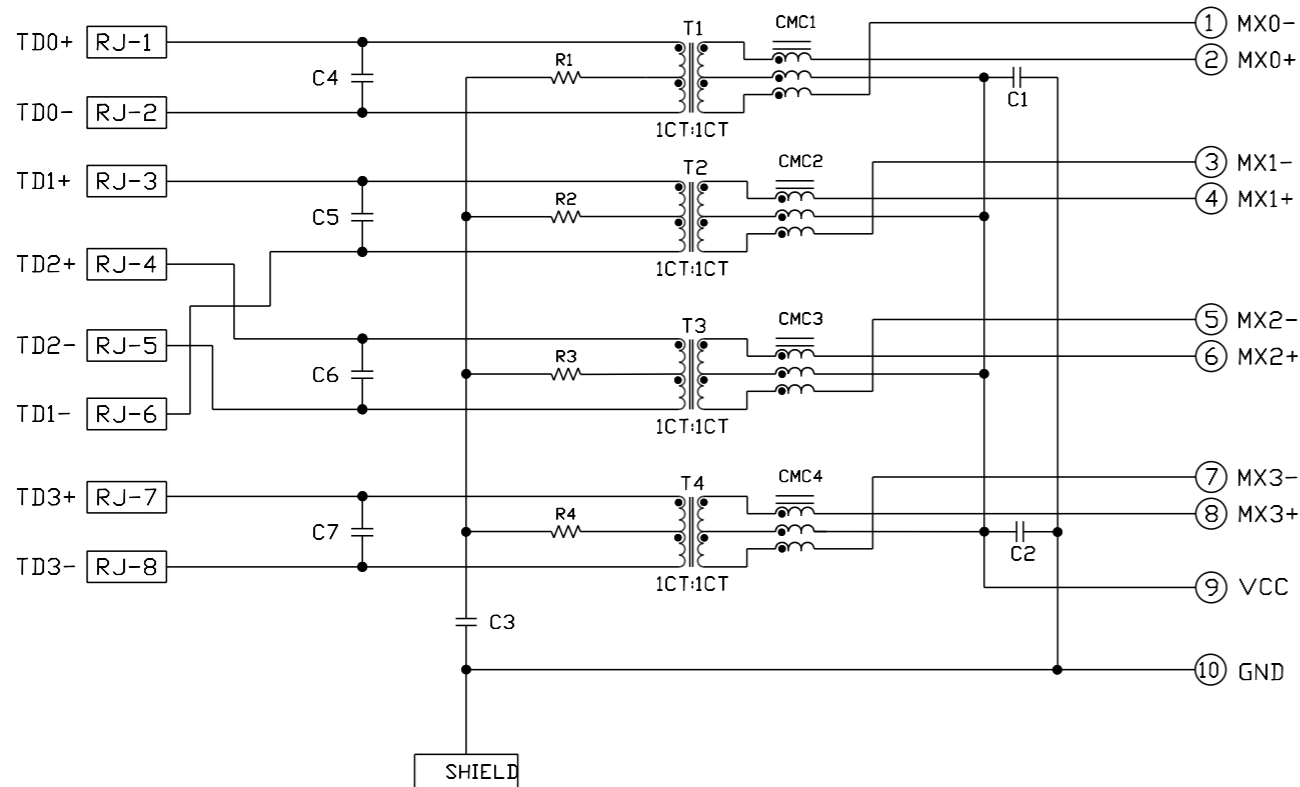 T1
CMC1
1 MX0-
TD0+ RJ-1
R1
2 MX0+
C4
C1
TD0- RJ-2
1CT:1CT
T2
CMC2
3 MX1-
TD1+ RJ-3
R2
4 MX1+
C5
TD2+ RJ-4
1CT:1CT
T3
CMC3
5 MX2-
TD2- RJ-5
R3
6 MX2+
C6
TD1- RJ-6
1CT:1CT
T4
CMC4
7 MX3-
TD3+ RJ-7
R4
8 MX3+
C7
C2
TD3- RJ-8
1CT:1CT
9 VCC
C3
10 GND
SHIELD